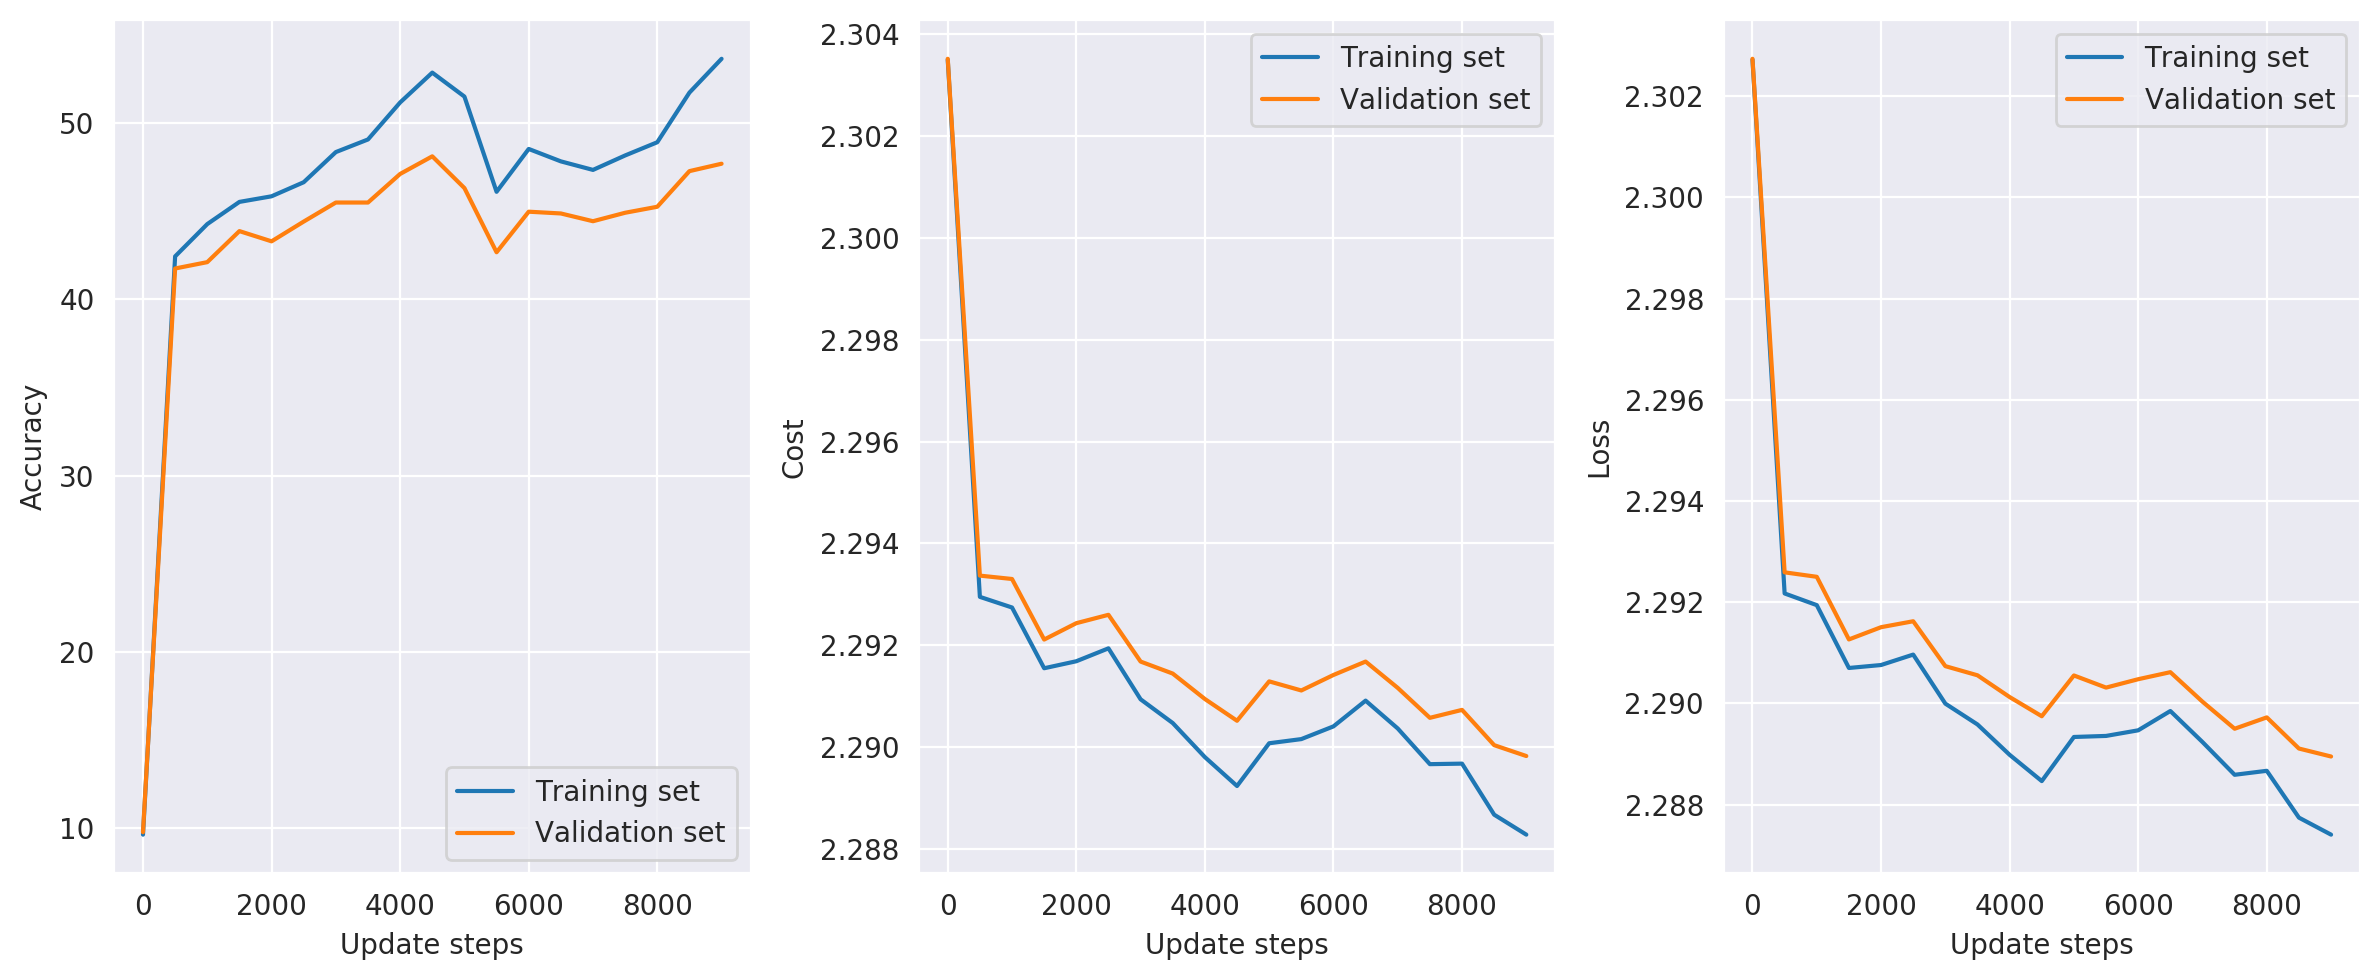 Accuracy
50
40
30
20
10
0 2000 4000 6000 8000
Update steps
Training set
Validation set
Cost
2.304
2.302
2.300
2.298
2.296
2.294
2.292
2.290
2.288
0 2000 4000 6000 8000
Update steps
Training set
Validation set
Loss
2.302
2.300
2.298
2.296
2.294
2.292
2.290
2.288
0 2000 4000 6000 8000
Update steps
Training set
Validation set